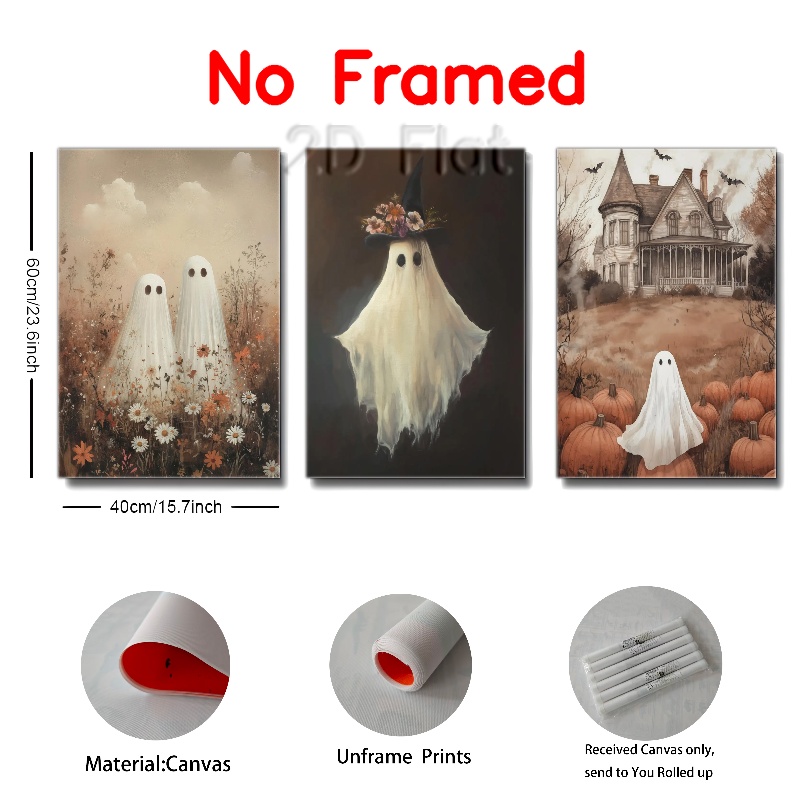 No Framed
2D Flat
60cm/23.6inch
40cm/15.7inch
Material:Canvas
Unframe Prints
Received Canvas only,
send to You Rolled up